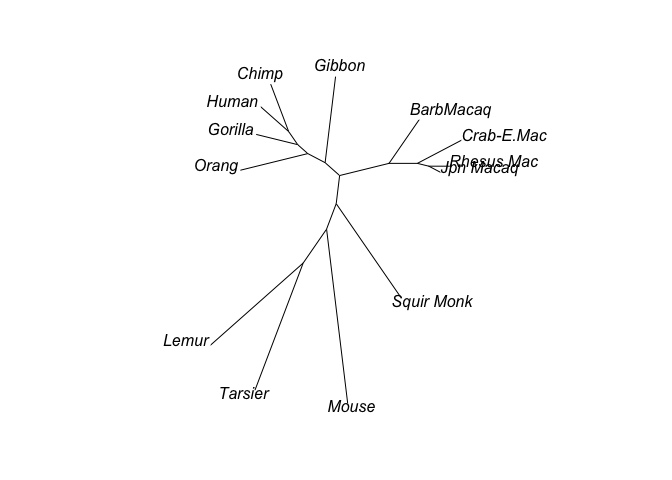 Gibbon
Chimp
Human
BarbMacaq
Gorilla
Crab-E.Mac
Orang
Rhesus Mac
Jpn Macaq
Squir Monk
Lemur
Tarsier
Mouse